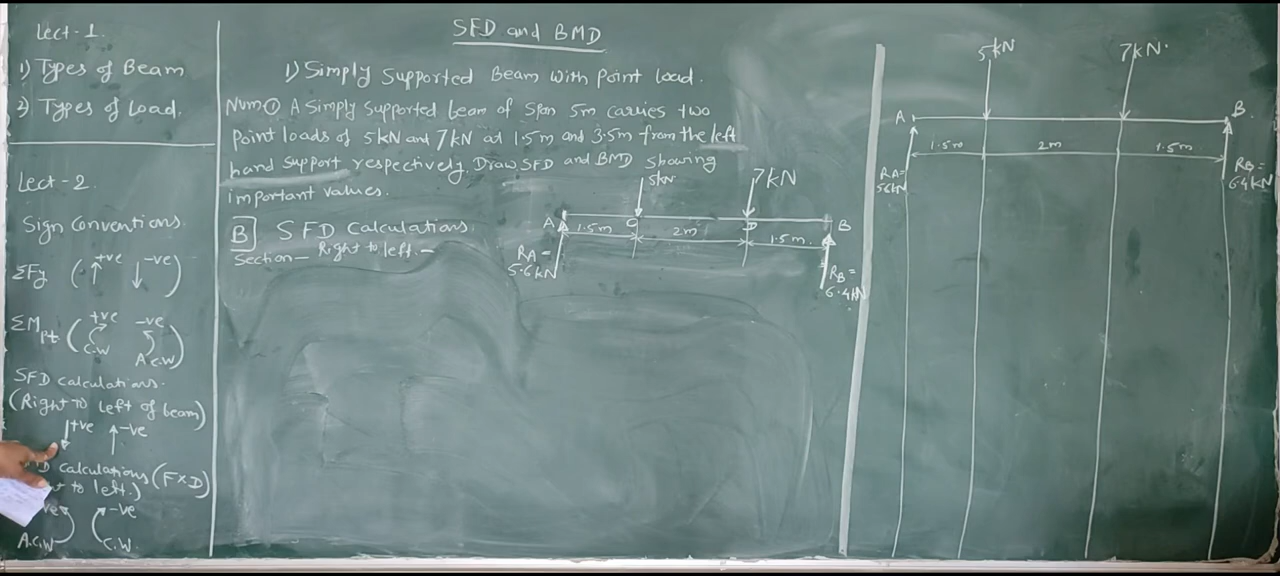 Lect-1.
1) Types of Beam
2) Types of Load.
Lect-2.
Sign Conventions.
ΣFy (↑+ve ↓-ve)
ΣMpt. (+ve C.W -ve A.C.W)
SFD calculations.
(Right to left of beam)
↓+ve ↑-ve
D calculations (F×D)
to left.)
ve -ve
A.C.W C.W.
SFD and BMD
1) Simply Supported Beam with Point Load.
Num① A Simply Supported beam of Span 5m carries two
Point loads of 5kN and 7kN at 1.5m and 3.5m from the left
hand support respectively. Draw SFD and BMD showing
important values.
B SFD Calculations.
Section - Right to left. -
5kN 7kN
A C D B
1.5m 2m 1.5m.
RA =
5.6kN
RB =
6.4kN
5kN 7kN.
A B
1.5m 2m 1.5m.
RA=
56kN
RB=
6.4kN